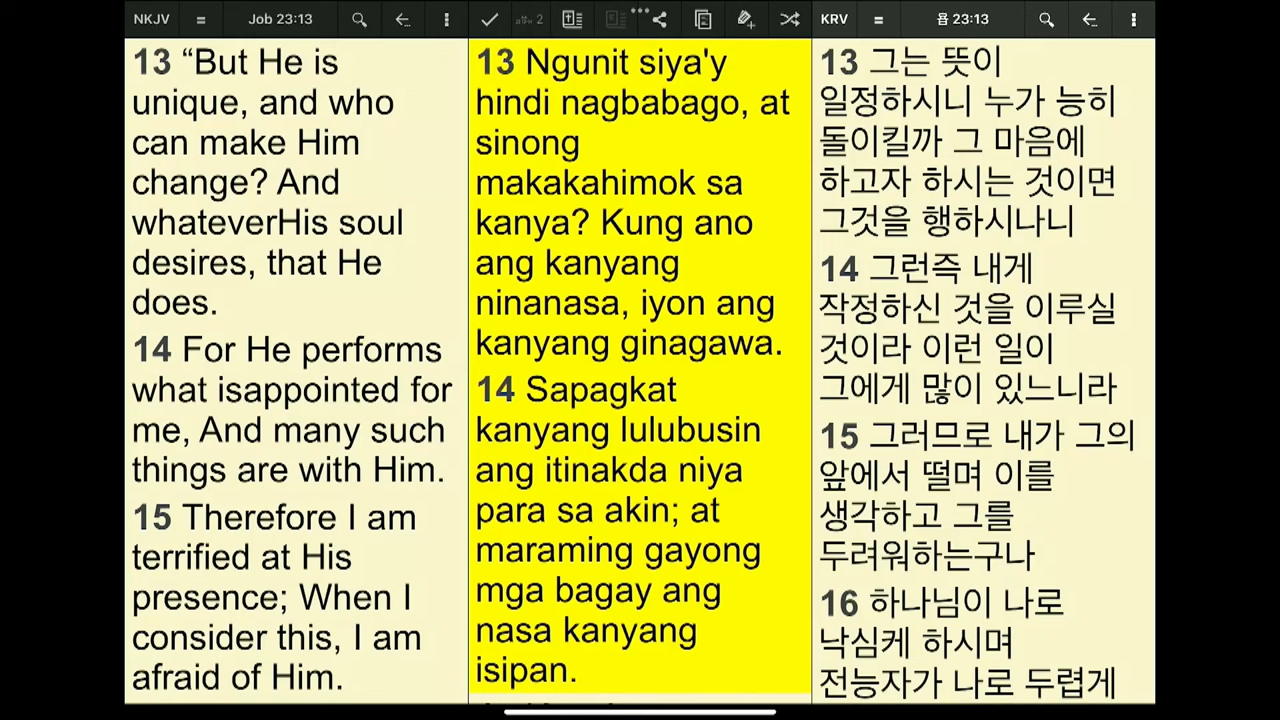 NKJV = Job 23:13
13 “But He is
unique, and who
can make Him
change? And
whateverHis soul
desires, that He
does.
14 For He performs
what isappointed for
me, And many such
things are with Him.
15 Therefore I am
terrified at His
presence; When I
consider this, I am
afraid of Him.
2
13 Ngunit siya'y
hindi nagbabago, at
sinong
makakahimok sa
kanya? Kung ano
ang kanyang
ninanasa, iyon ang
kanyang ginagawa.
14 Sapagkat
kanyang lulubusin
ang itinakda niya
para sa akin; at
maraming gayong
mga bagay ang
nasa kanyang
isipan.
KRV = 욥 23:13
13 그는 뜻이
일정하시니 누가 능히
돌이킬까 그 마음에
하고자 하시는 것이면
그것을 행하시나니
14 그런즉 내게
작정하신 것을 이루실
것이라 이런 일이
그에게 많이 있느니라
15 그러므로 내가 그의
앞에서 떨며 이를
생각하고 그를
두려워하는구나
16 하나님이 나로
낙심케 하시며
전능자가 나로 두렵게